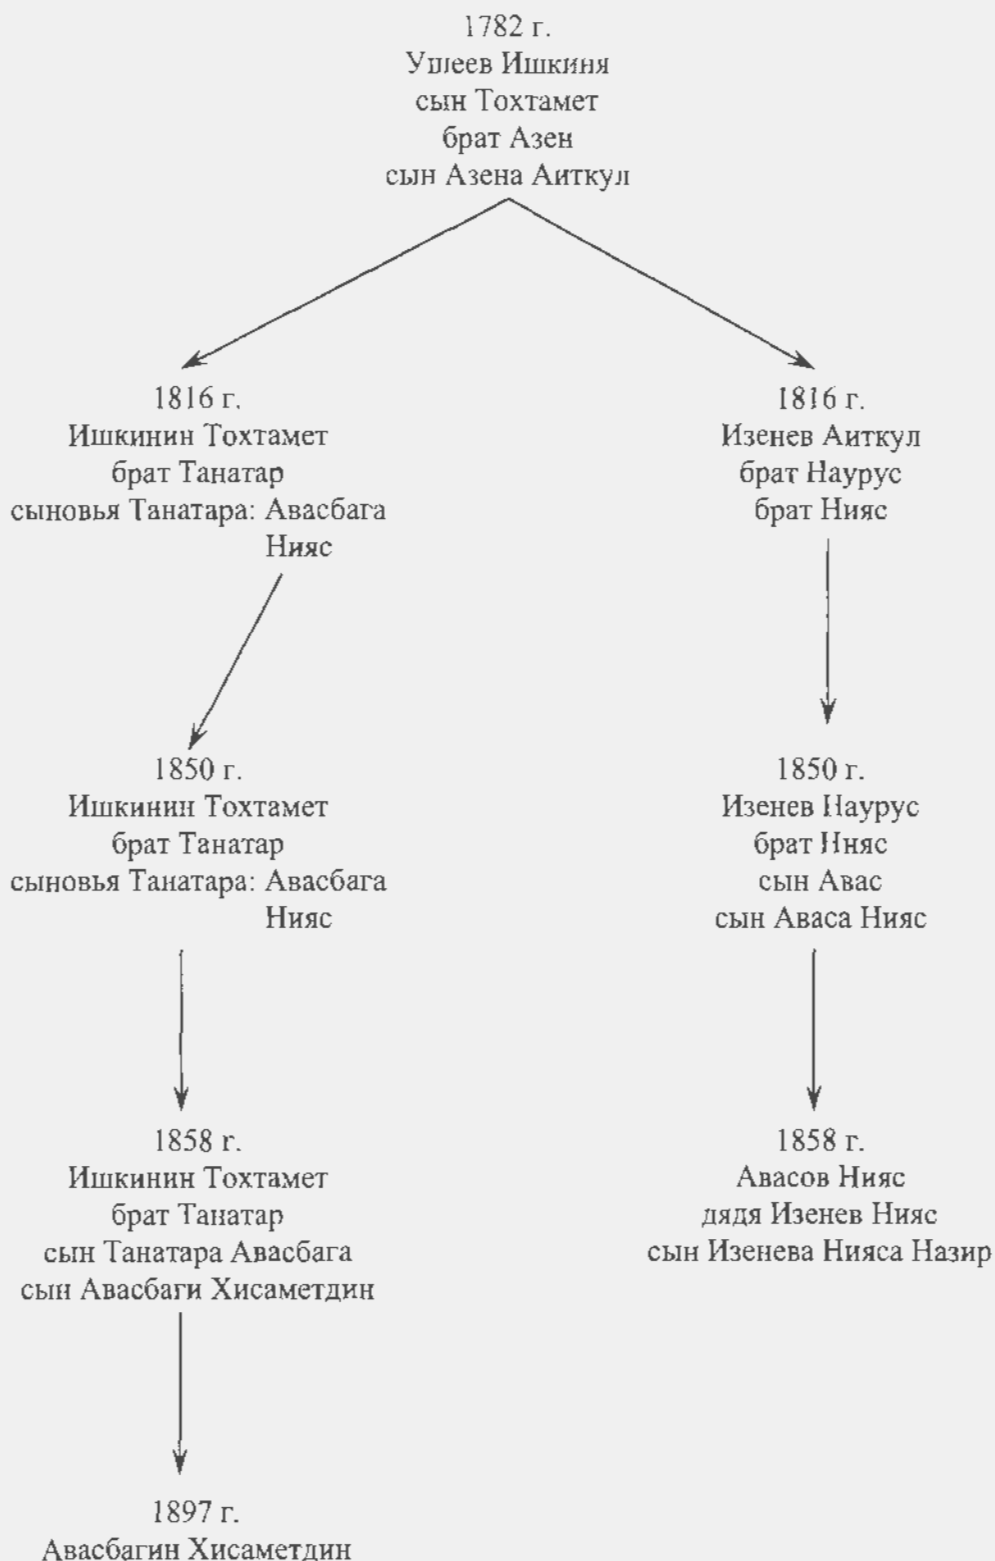 1782 г.
Ушеев Ишкиня
сын Тохтамет
брат Азен
сын Азена Аиткул
1816 г.
Ишкинин Тохтамет
брат Танатар
сыновья Танатара: Авасбага
Нияс
1816 г.
Изенев Аиткул
брат Наурус
брат Нияс
1850 г.
Ишкинин Тохтамет
брат Танатар
сыновья Танатара: Авасбага
Нияс
1850 г.
Изенев Наурус
брат Нияс
сын Авас
сын Аваса Нияс
1858 г.
Ишкинин Тохтамет
брат Танатар
сын Танатара Авасбага
сын Авасбаги Хисаметдин
1858 г.
Авасов Нияс
дядя Изенев Нияс
сын Изенева Нияса Назир
1897 г.
Авасбагин Хисаметдин